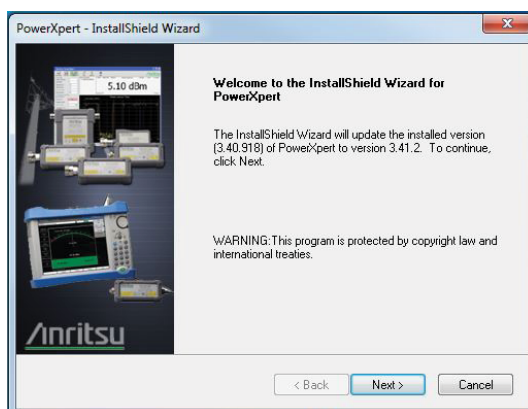 PowerXpert - InstallShield Wizard
5.10 dBm
Welcome to the InstallShield Wizard for
PowerXpert
The InstallShield Wizard will update the installed version
(3.40.918) of PowerXpert to version 3.41.2. To continue,
click Next.
WARNING: This program is protected by copyright law and
international treaties.
Anritsu
< Back
Next >
Cancel